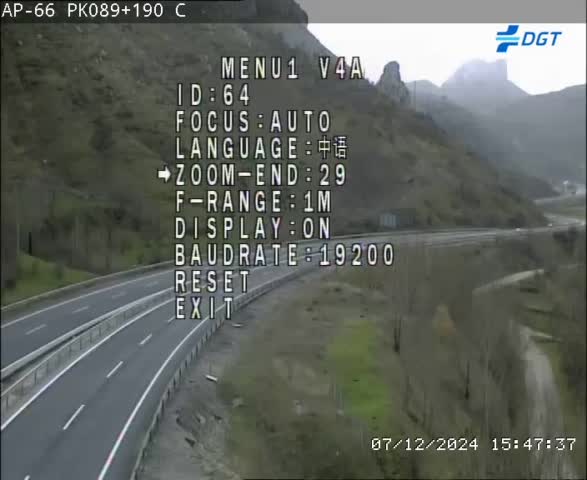 AP-66 PK089+190 C
DGT
MENU1 V4A
ID:64
FOCUS:AUTO
LANGUAGE:中语
➡ZOOM-END:29
F-RANGE:1M
DISPLAY:ON
BAUDRATE:19200
RESET
EXIT
07/12/2024 15:47:37